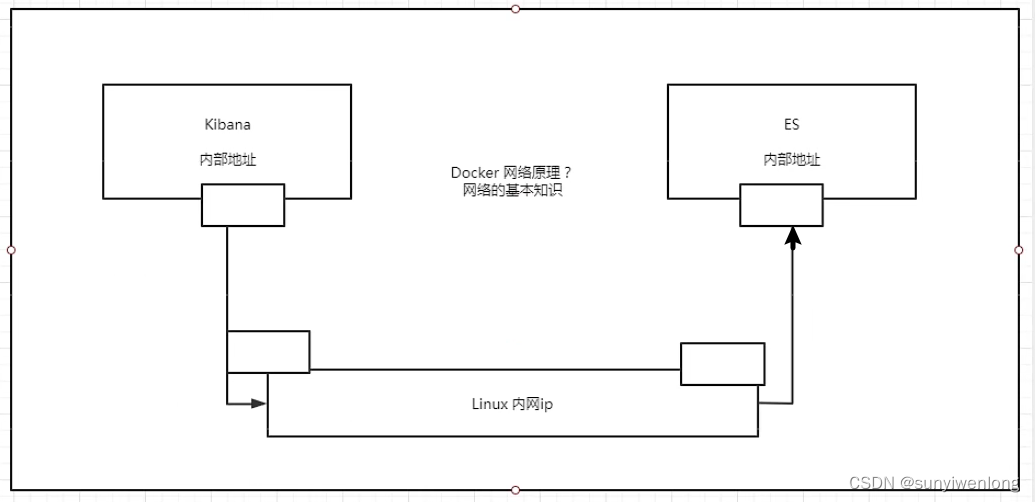 Kibana
内部地址
ES
内部地址
Docker 网络原理？
网络的基本知识
Linux 内网ip
CSDN @sunyiwenlong